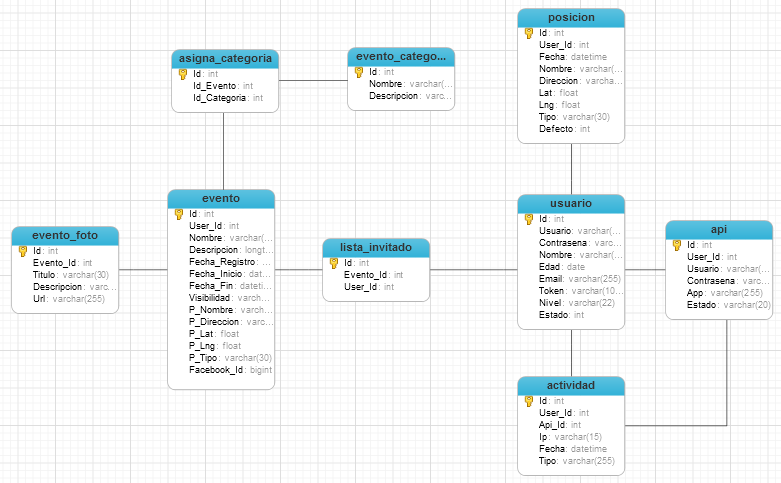 posicion
Id: int
User_Id: int
Fecha: datetime
Nombre: varchar(...
Direccion: varcha...
Lat: float
Lng: float
Tipo: varchar(30)
Defecto: int
asigna_categoria
Id: int
Id_Evento: int
Id_Categoria: int
evento_catego...
Id: int
Nombre: varchar(...
Descripcion: varc...
evento
Id: int
User_Id: int
Nombre: varchar(...
Descripcion: longt...
Fecha_Registro: ...
Fecha_Inicio: dat...
Fecha_Fin: dateti...
Visibilidad: varch...
P_Nombre: varch...
P_Direccion: varc...
P_Lat: float
P_Lng: float
P_Tipo: varchar(30)
Facebook_Id: bigint
evento_foto
Id: int
Evento_Id: int
Titulo: varchar(30)
Descripcion: varc...
Url: varchar(255)
lista_invitado
Id: int
Evento_Id: int
User_Id: int
usuario
Id: int
Usuario: varchar(...
Contrasena: varc...
Nombre: varchar(...
Edad: date
Email: varchar(255)
Token: varchar(10...
Nivel: varchar(22)
Estado: int
api
Id: int
User_Id: int
Usuario: varchar(...
Contrasena: varc...
App: varchar(255)
Estado: varchar(20)
actividad
Id: int
User_Id: int
Api_Id: int
Ip: varchar(15)
Fecha: datetime
Tipo: varchar(255)